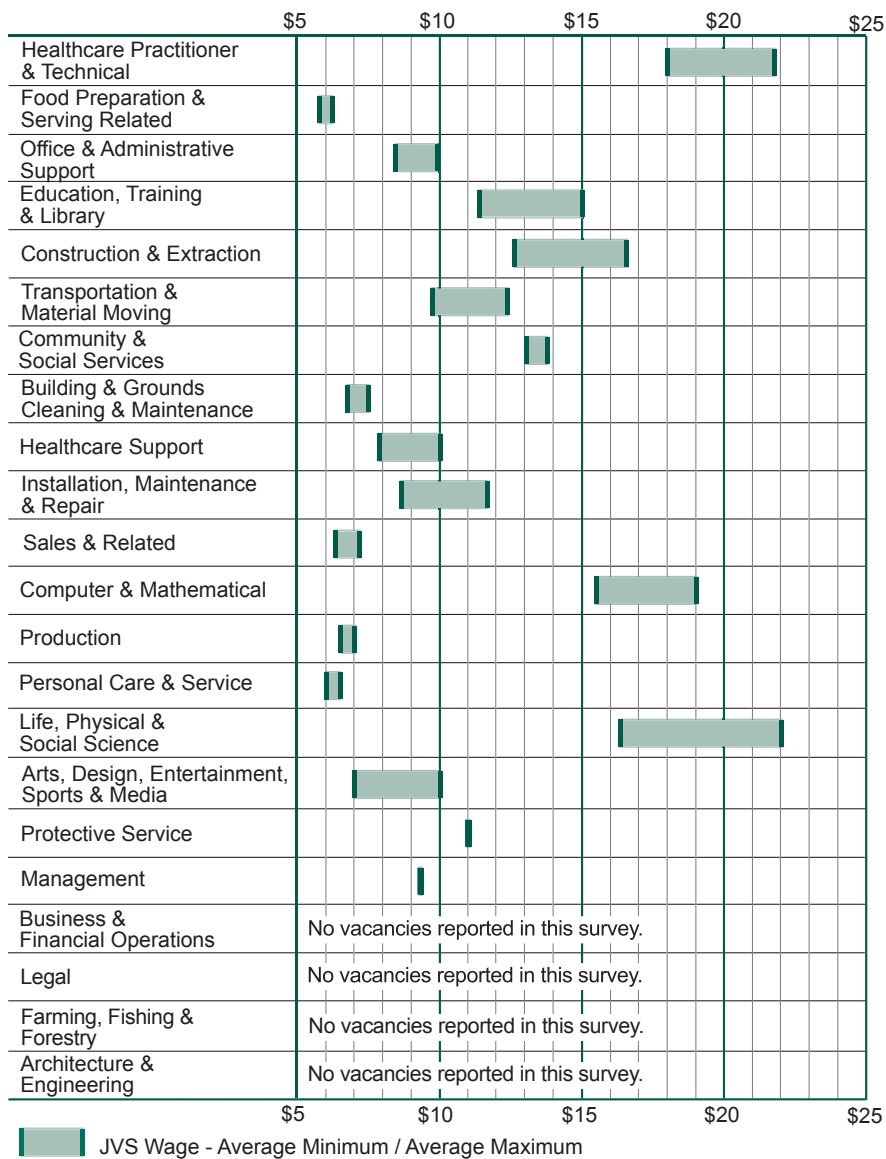 $5 $10 $15 $20 $25
Healthcare Practitioner
& Technical
Food Preparation &
Serving Related
Office & Administrative
Support
Education, Training
& Library
Construction & Extraction
Transportation &
Material Moving
Community &
Social Services
Building & Grounds
Cleaning & Maintenance
Healthcare Support
Installation, Maintenance
& Repair
Sales & Related
Computer & Mathematical
Production
Personal Care & Service
Life, Physical &
Social Science
Arts, Design, Entertainment,
Sports & Media
Protective Service
Management
Business &
Financial Operations
No vacancies reported in this survey.
Legal
No vacancies reported in this survey.
Farming, Fishing &
Forestry
No vacancies reported in this survey.
Architecture &
Engineering
No vacancies reported in this survey.
$5 $10 $15 $20 $25
JVS Wage - Average Minimum / Average Maximum